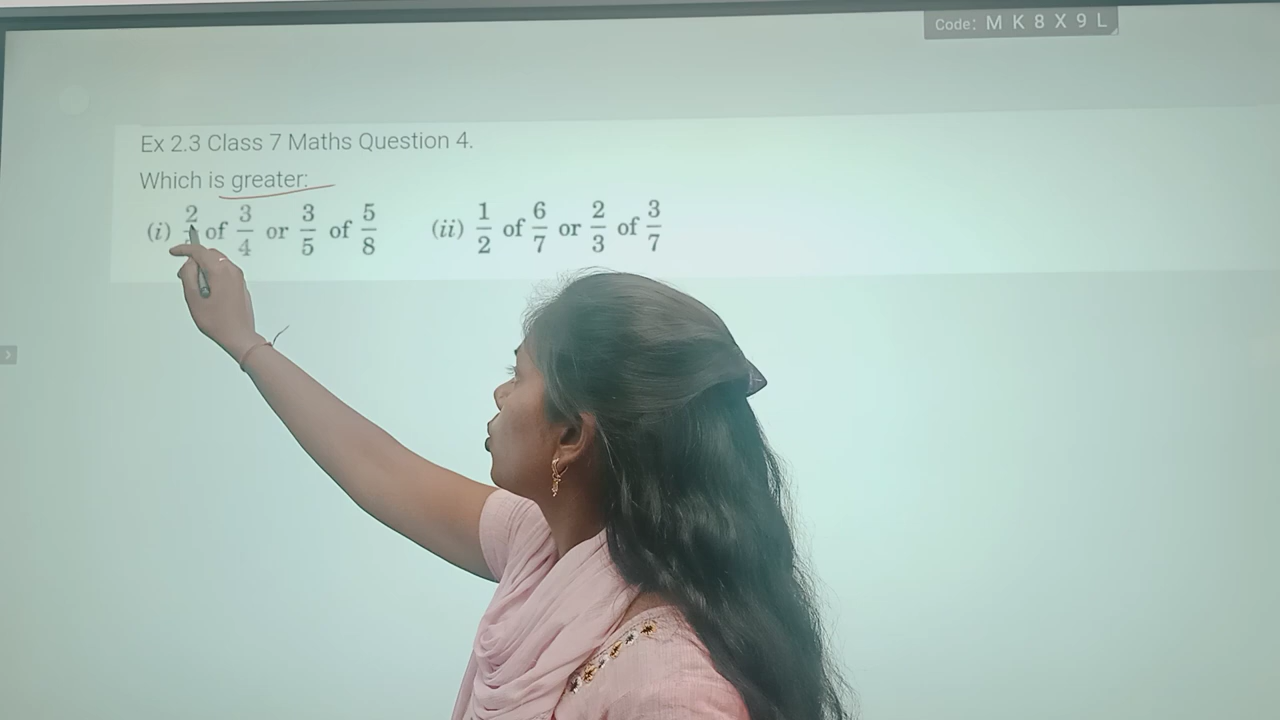 Code: M K 8 X 9 L
Ex 2.3 Class 7 Maths Question 4.
Which is greater:
(i) 2/ of 3/4 or 3/5 of 5/8 (ii) 1/2 of 6/7 or 2/3 of 3/7